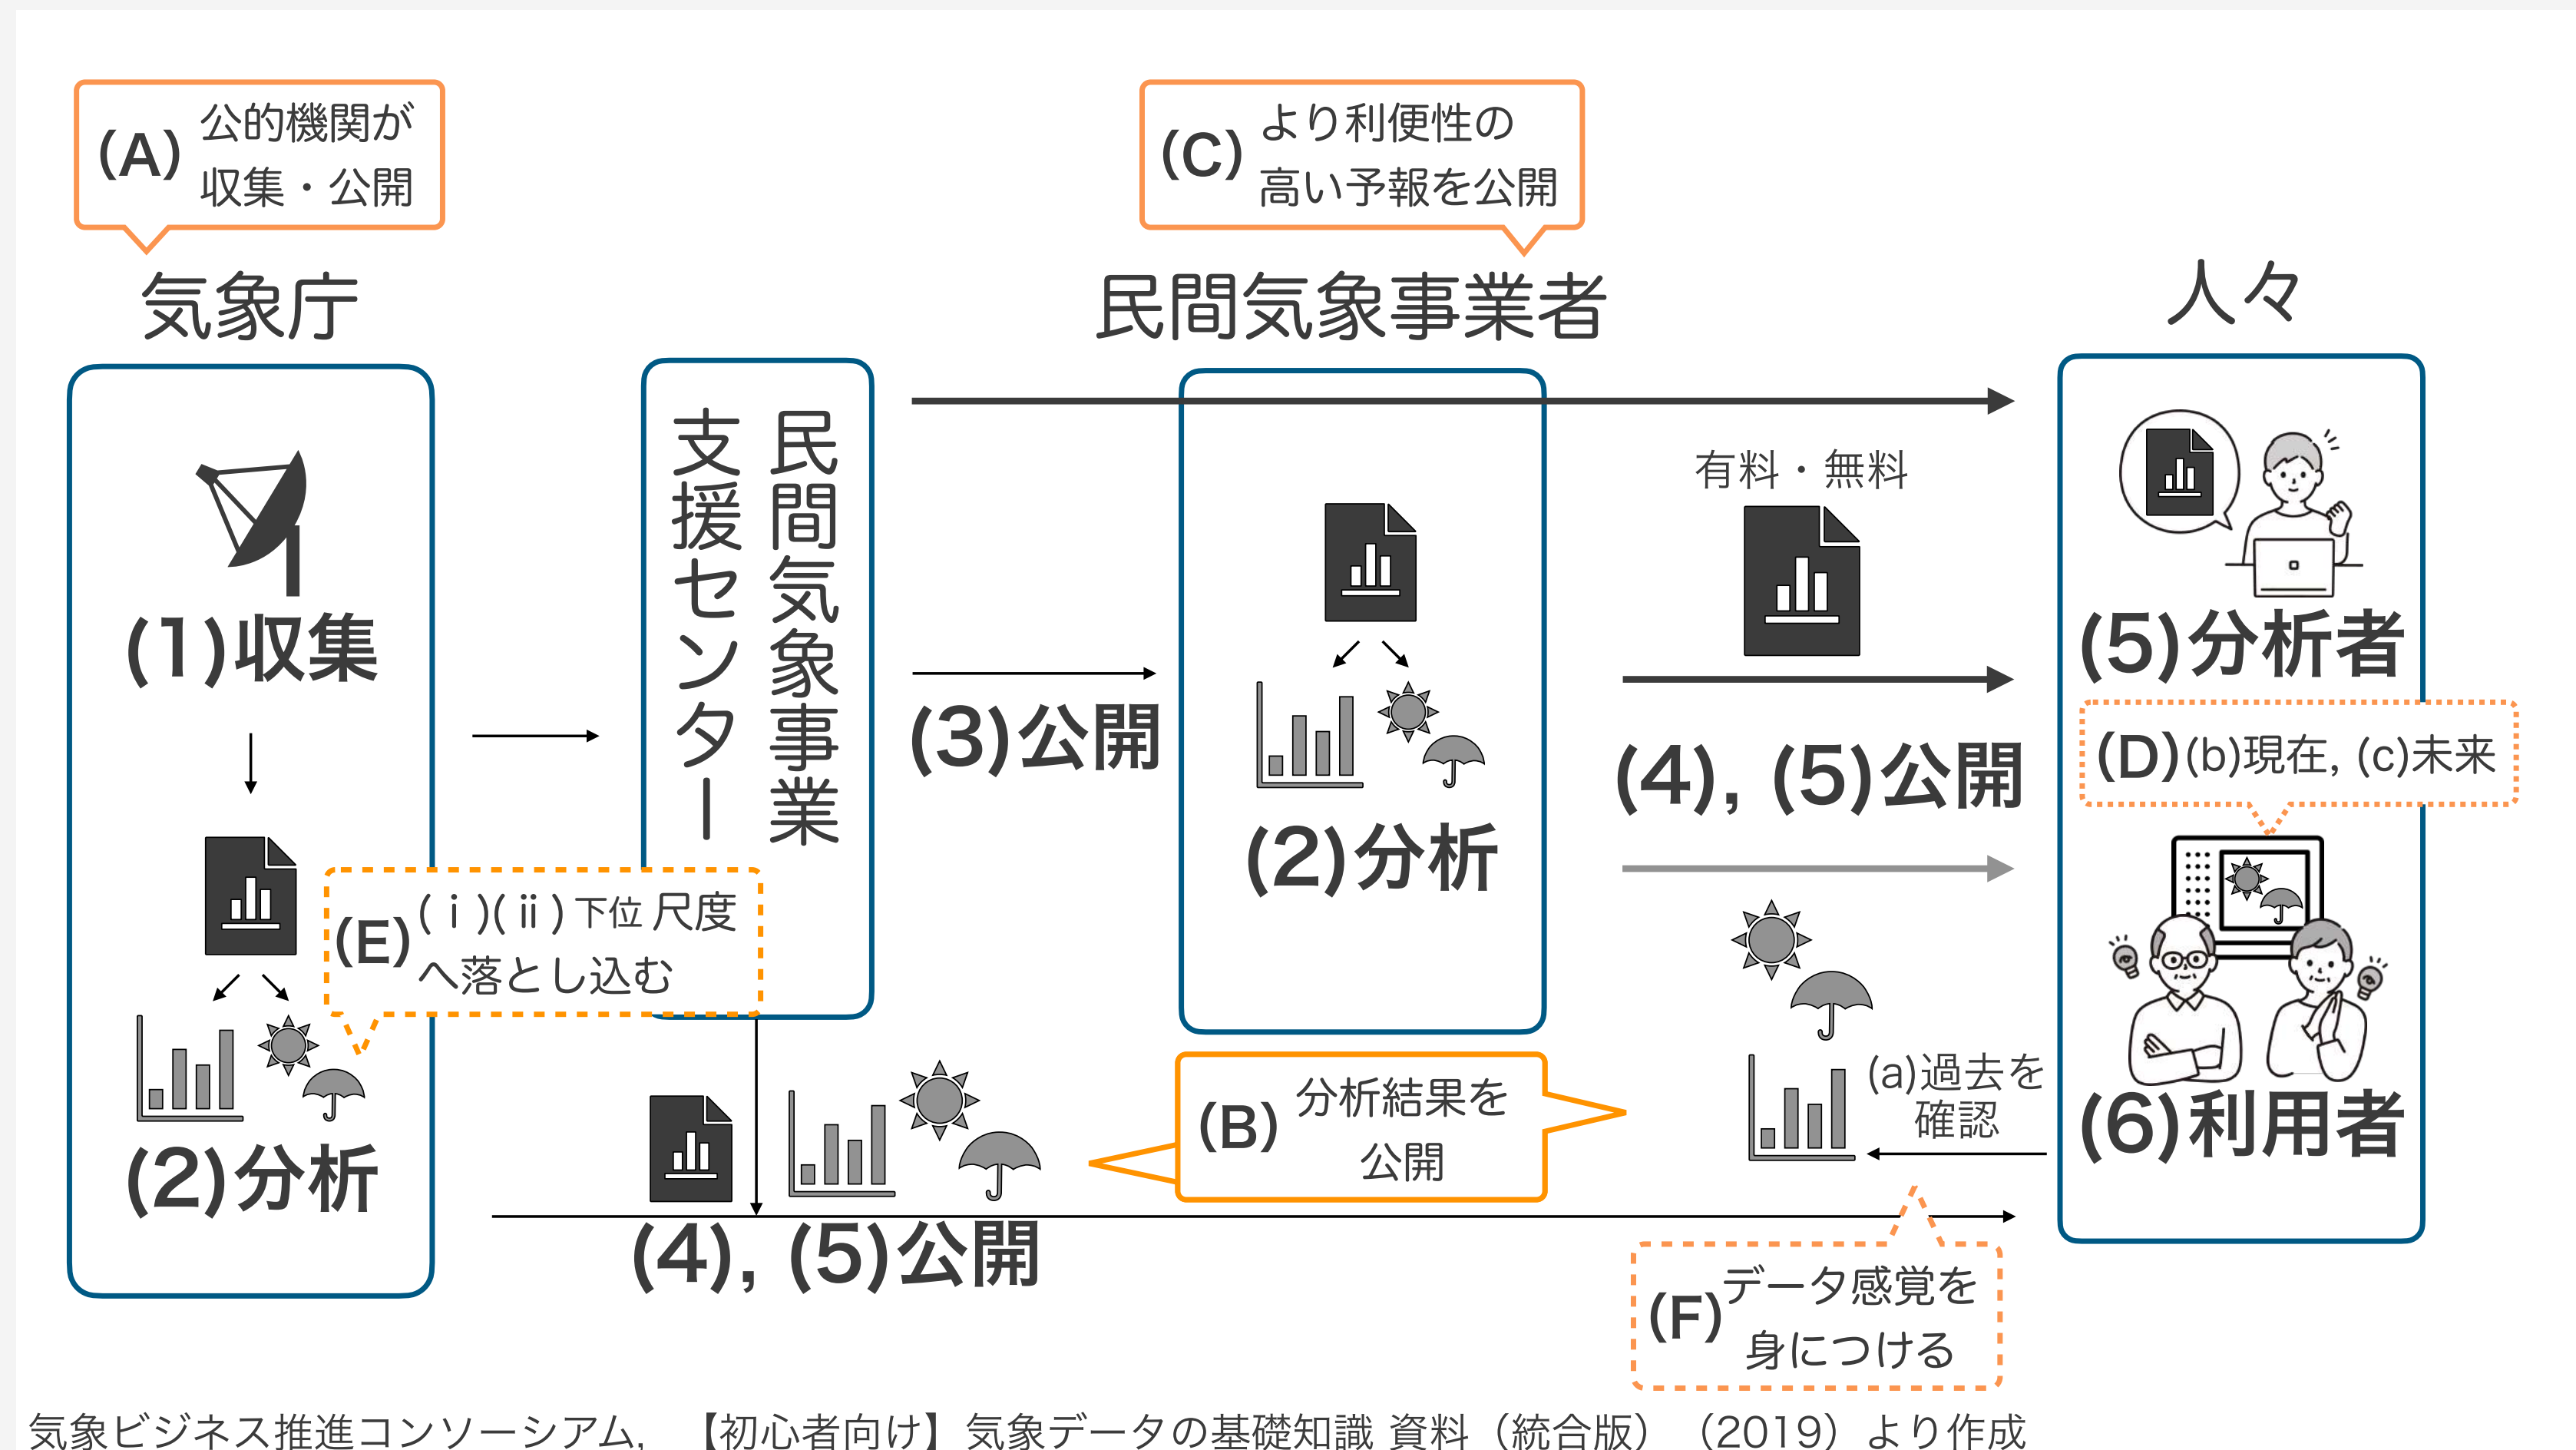 (A) 公的機関が
収集・公開
(C) より利便性の
高い予報を公開
気象庁
民間気象事業者
人々
(1)収集
(2)分析
(E) (ⅰ)(ⅱ)下位 尺度
へ落とし込む
民間気象事業
支援センター
(3)公開
(2)分析
有料・無料
(4), (5)公開
(4), (5)公開
(B) 分析結果を
公開
(a)過去を
確認
(F) データ感覚を
身につける
(5)分析者
(D) (b)現在, (c)未来
(6)利用者
気象ビジネス推進コンソーシアム, 【初心者向け】気象データの基礎知識 資料（統合版）（2019）より作成